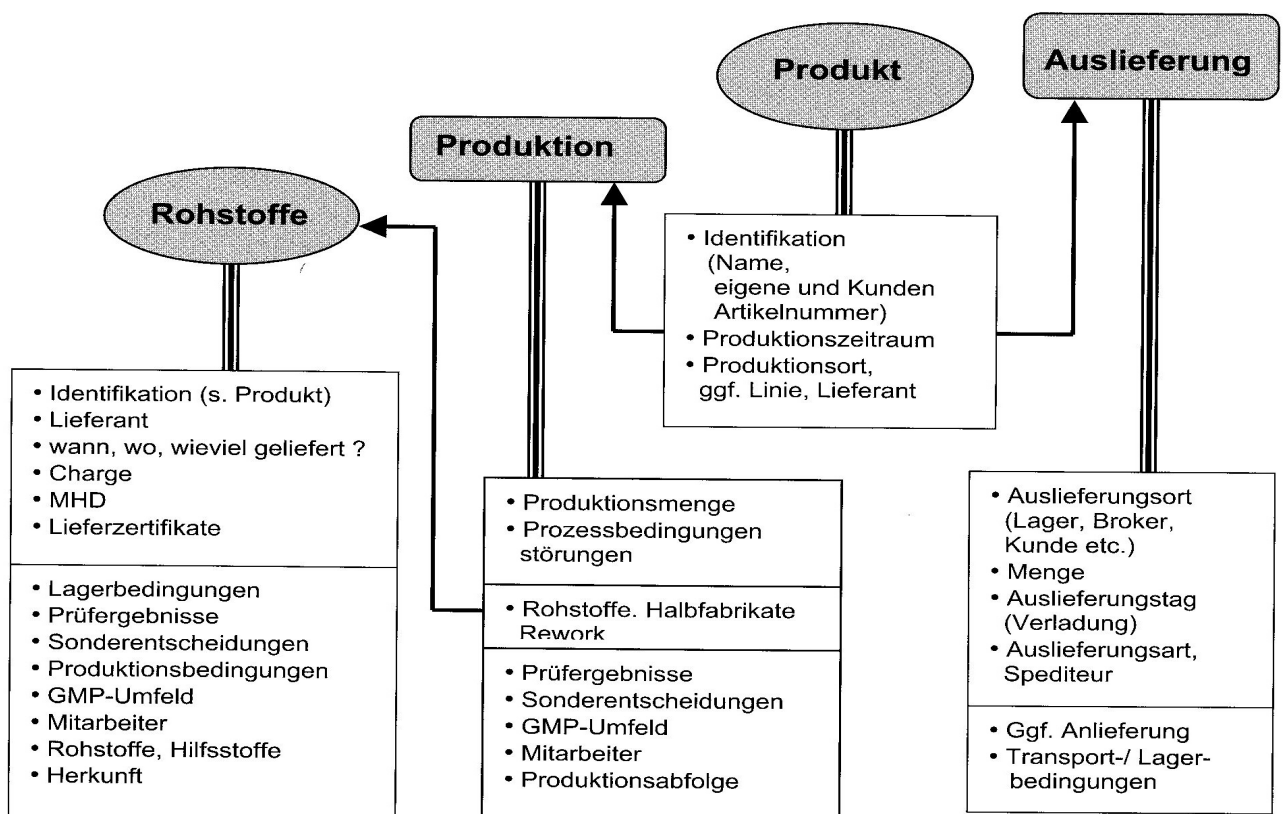 Rohstoffe
• Identifikation (s. Produkt)
• Lieferant
• wann, wo, wieviel geliefert ?
• Charge
• MHD
• Lieferzertifikate
• Lagerbedingungen
• Prüfergebnisse
• Sonderentscheidungen
• Produktionsbedingungen
• GMP-Umfeld
• Mitarbeiter
• Rohstoffe, Hilfsstoffe
• Herkunft
Produktion
• Produktionsmenge
• Prozessbedingungen
störungen
• Rohstoffe. Halbfabrikate
Rework
• Prüfergebnisse
• Sonderentscheidungen
• GMP-Umfeld
• Mitarbeiter
• Produktionsabfolge
Produkt
• Identifikation
(Name,
eigene und Kunden
Artikelnummer)
• Produktionszeitraum
• Produktionsort,
ggf. Linie, Lieferant
Auslieferung
• Auslieferungsort
(Lager, Broker,
Kunde etc.)
• Menge
• Auslieferungstag
(Verladung)
• Auslieferungsart,
Spediteur
• Ggf. Anlieferung
• Transport-/ Lager-
bedingungen